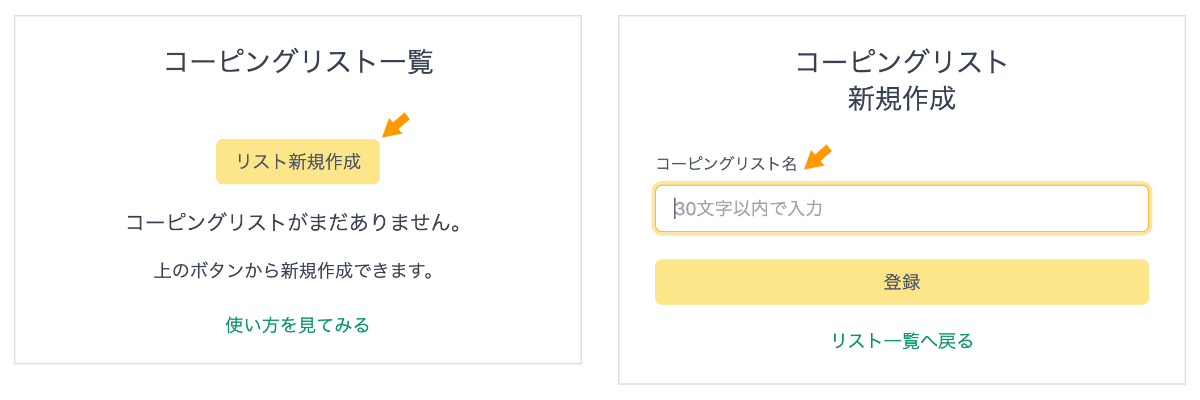 コーピングリスト一覧
リスト新規作成
コーピングリストがまだありません。
上のボタンから新規作成できます。
使い方を見てみる
コーピングリスト
新規作成
コーピングリスト名
30文字以内で入力
登録
リスト一覧へ戻る